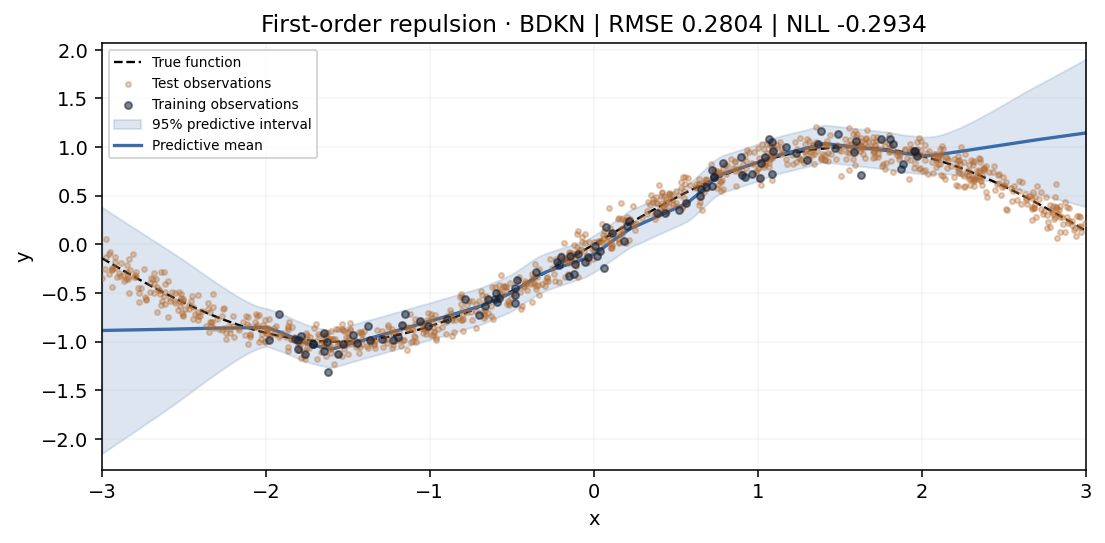 First-order repulsion · BDKN | RMSE 0.2804 | NLL -0.2934
True function
Test observations
Training observations
95% predictive interval
Predictive mean
2.0
1.5
1.0
0.5
0.0
−0.5
−1.0
−1.5
−2.0
y
−3
−2
−1
0
1
2
3
x